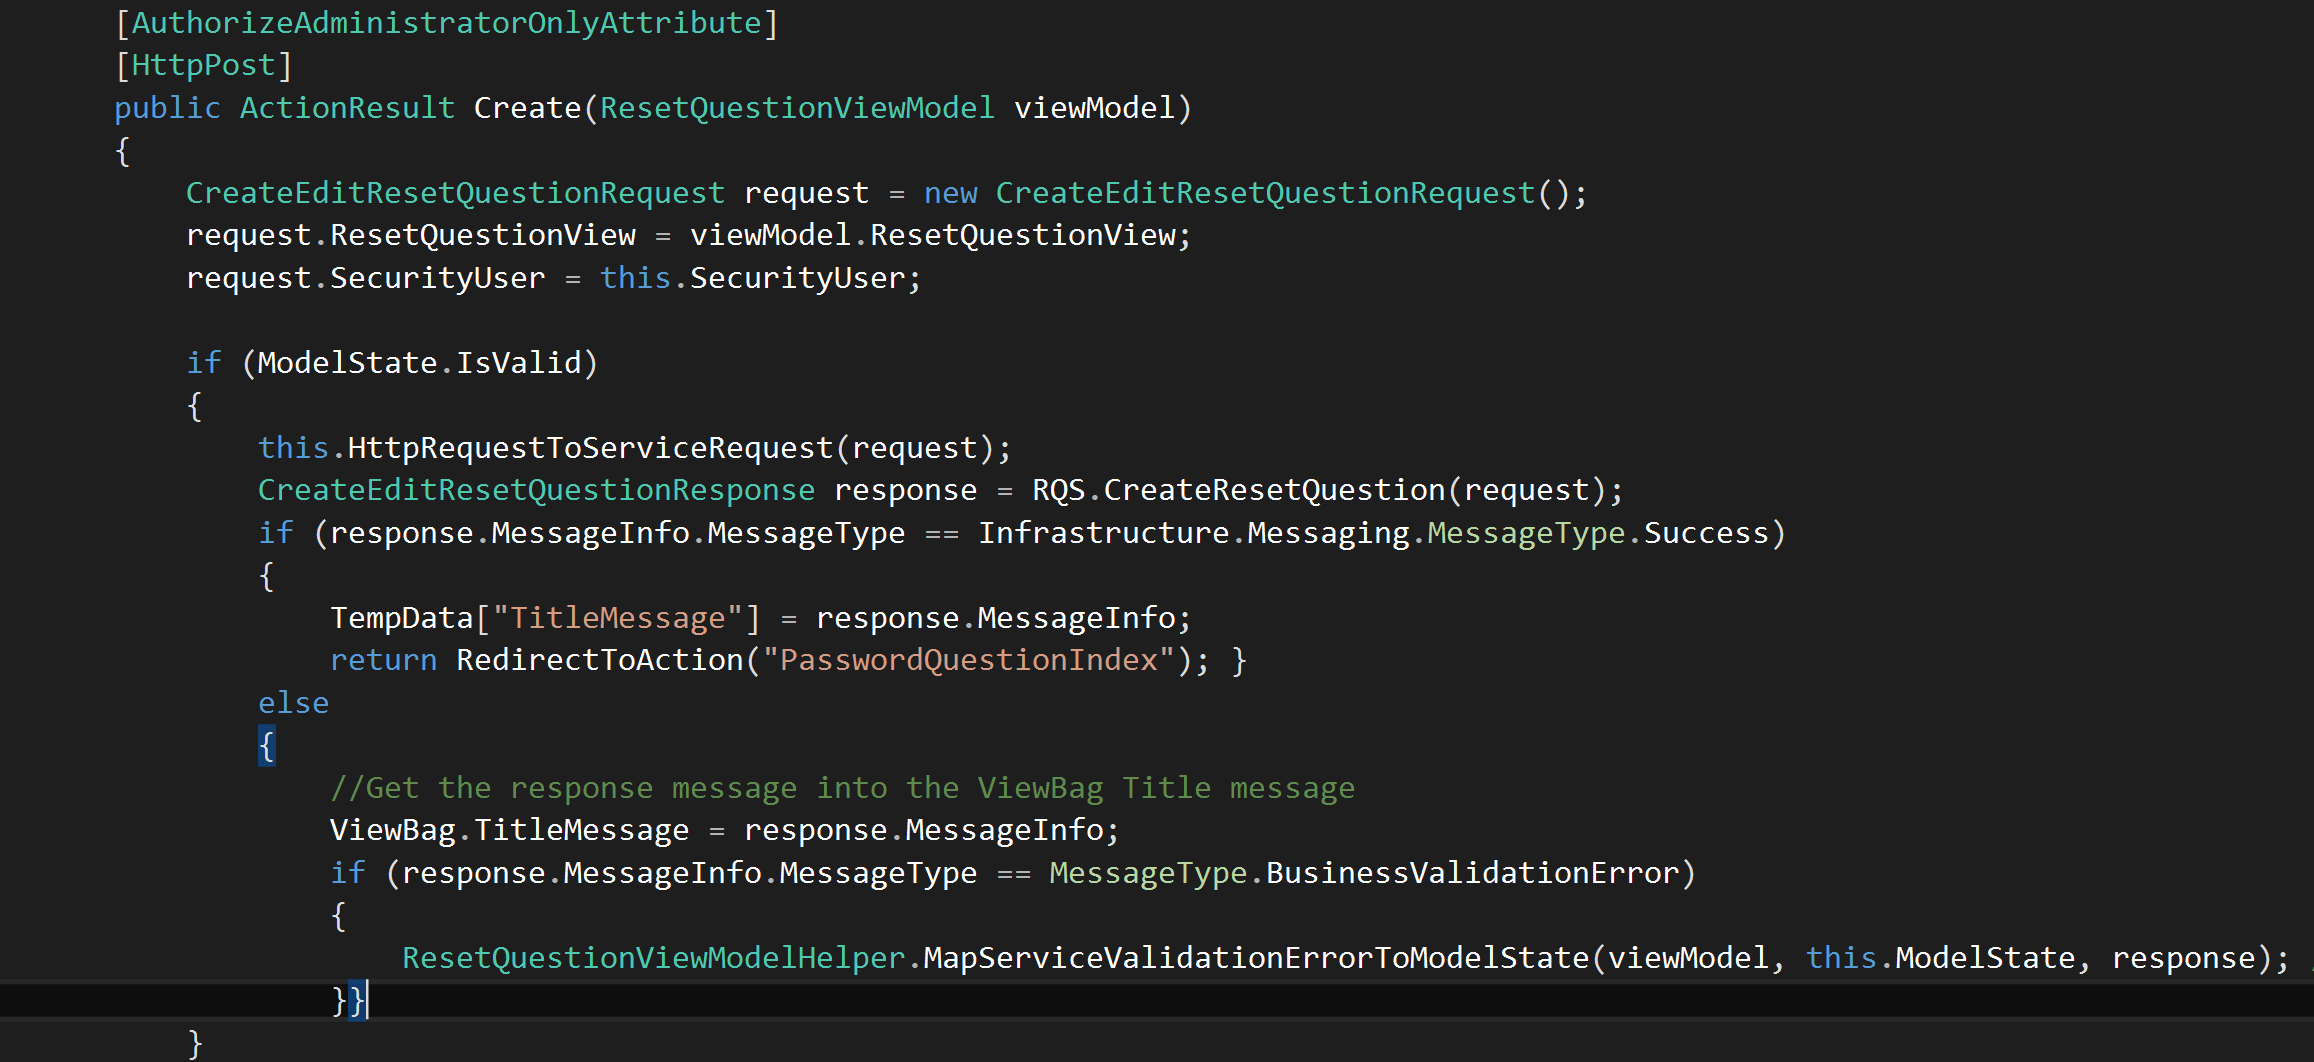 [AuthorizeAdministratorOnlyAttribute]
[HttpPost]
public ActionResult Create(ResetQuestionViewModel viewModel)
{
    CreateEditResetQuestionRequest request = new CreateEditResetQuestionRequest();
    request.ResetQuestionView = viewModel.ResetQuestionView;
    request.SecurityUser = this.SecurityUser;

    if (ModelState.IsValid)
    {
        this.HttpRequestToServiceRequest(request);
        CreateEditResetQuestionResponse response = RQS.CreateResetQuestion(request);
        if (response.MessageInfo.MessageType == Infrastructure.Messaging.MessageType.Success)
        {
            TempData["TitleMessage"] = response.MessageInfo;
            return RedirectToAction("PasswordQuestionIndex"); }
        else
        {
            //Get the response message into the ViewBag Title message
            ViewBag.TitleMessage = response.MessageInfo;
            if (response.MessageInfo.MessageType == MessageType.BusinessValidationError)
            {
                ResetQuestionViewModelHelper.MapServiceValidationErrorToModelState(viewModel, this.ModelState, response);
            }}
    }